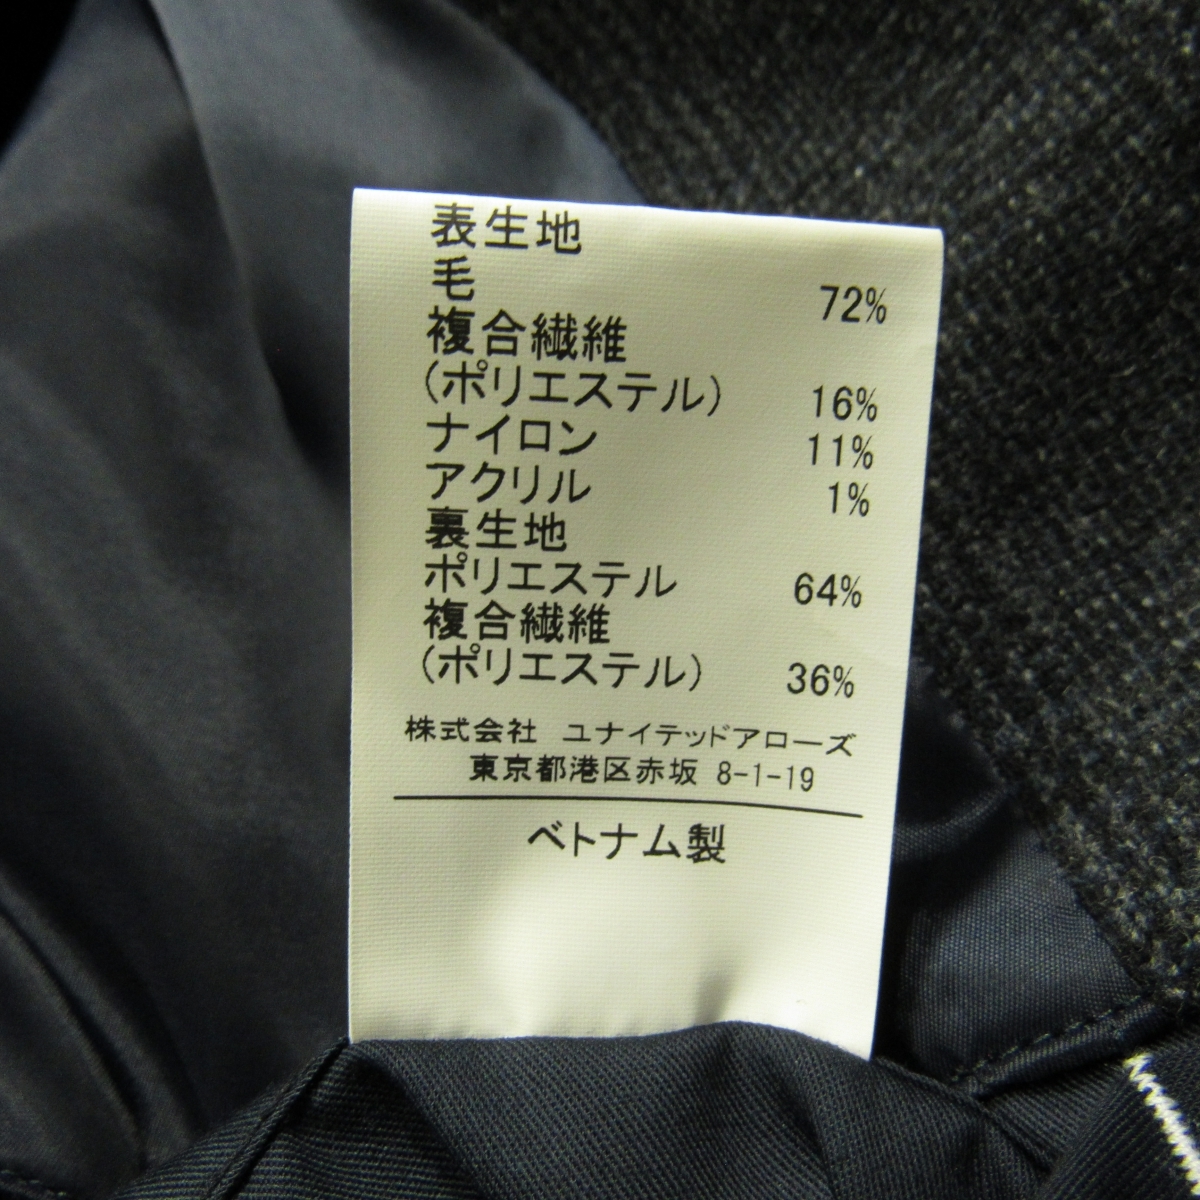 表生地
毛 72%
複合繊維
(ポリエステル) 16%
ナイロン 11%
アクリル 1%
裏生地
ポリエステル 64%
複合繊維
(ポリエステル) 36%
株式会社 ユナイテッドアローズ
東京都港区赤坂 8-1-19
ベトナム製